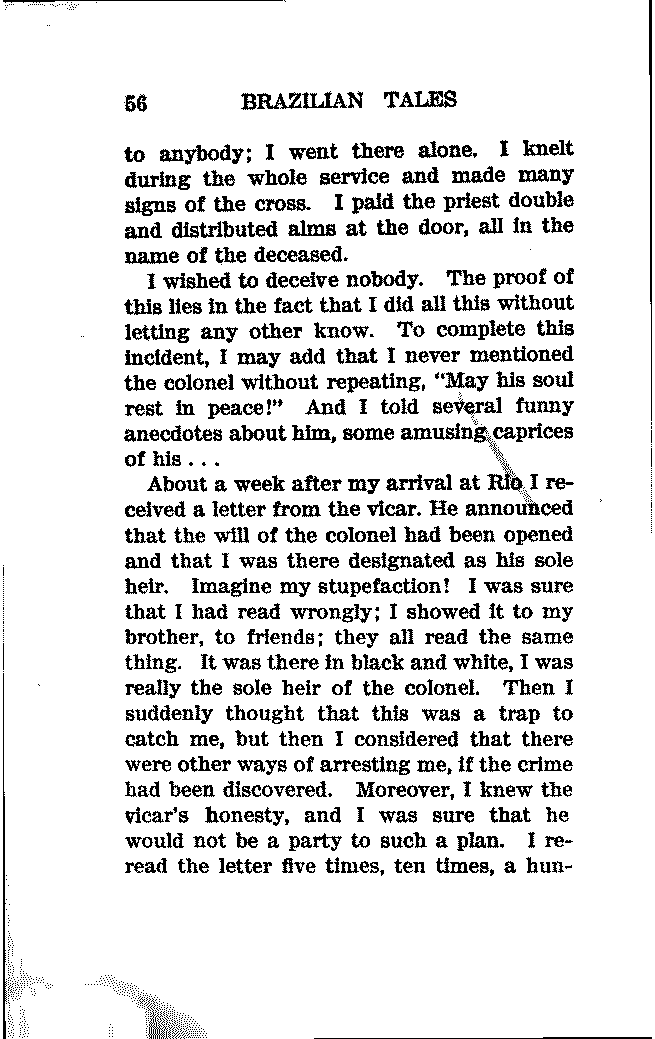 56 BRAZILIAN TALES
to anybody; I went there alone. I knelt
during the whole service and made many
signs of the cross. I paid the priest double
and distributed alms at the door, all in the
name of the deceased.
I wished to deceive nobody. The proof of
this lies in the fact that I did all this without
letting any other know. To complete this
incident, I may add that I never mentioned
the colonel without repeating, "May his soul
rest in peace!" And I told several funny
anecdotes about him, some amusing caprices
of his . . .
About a week after my arrival at Rio I re-
ceived a letter from the vicar. He announced
that the will of the colonel had been opened
and that I was there designated as his sole
heir. Imagine my stupefaction! I was sure
that I had read wrongly; I showed it to my
brother, to friends; they all read the same
thing. It was there in black and white, I was
really the sole heir of the colonel. Then I
suddenly thought that this was a trap to
catch me, but then I considered that there
were other ways of arresting me, if the crime
had been discovered. Moreover, I knew the
vicar's honesty, and I was sure that he
would not be a party to such a plan. I re-
read the letter five times, ten times, a hun-